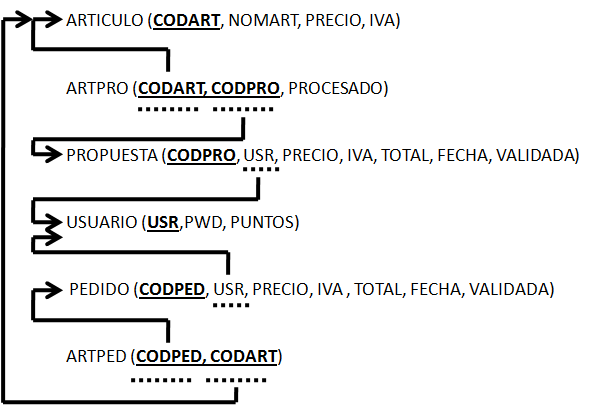 ARTICULO (CODART, NOMART, PRECIO, IVA)
ARTPRO (CODART, CODPRO, PROCESADO)
PROPUESTA (CODPRO, USR, PRECIO, IVA, TOTAL, FECHA, VALIDADA)
USUARIO (USR,PWD, PUNTOS)
PEDIDO (CODPED, USR, PRECIO, IVA , TOTAL, FECHA, VALIDADA)
ARTPED (CODPED, CODART)